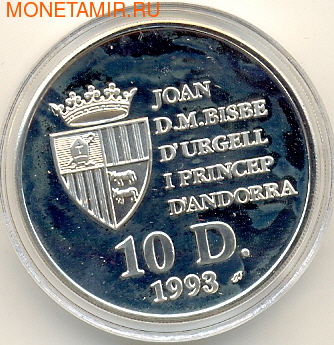 MONETAMIR.RU
JOAN
D.M.BISBE
D'URGELL
I PRINCEP
D'ANDORRA
10 D.
1993